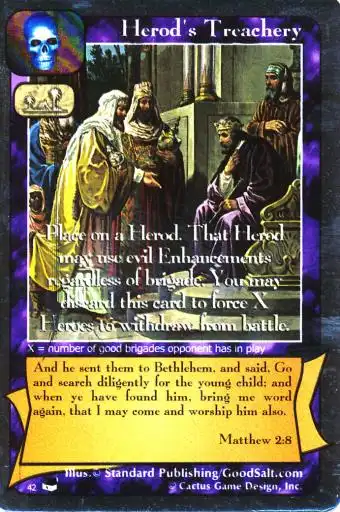 Herod's Treachery
Place on a Herod. That Herod
may use evil Enhancements
regardless of brigade. You may
discard this card to force X
Heroes to withdraw from battle.
X = number of good brigades opponent has in play
And he sent them to Bethlehem, and said, Go
and search diligently for the young child; and
when ye have found him, bring me word
again, that I may come and worship him also.
Matthew 2:8
Illus.© Standard Publishing/GoodSalt.com
42
© Cactus Game Design, Inc.